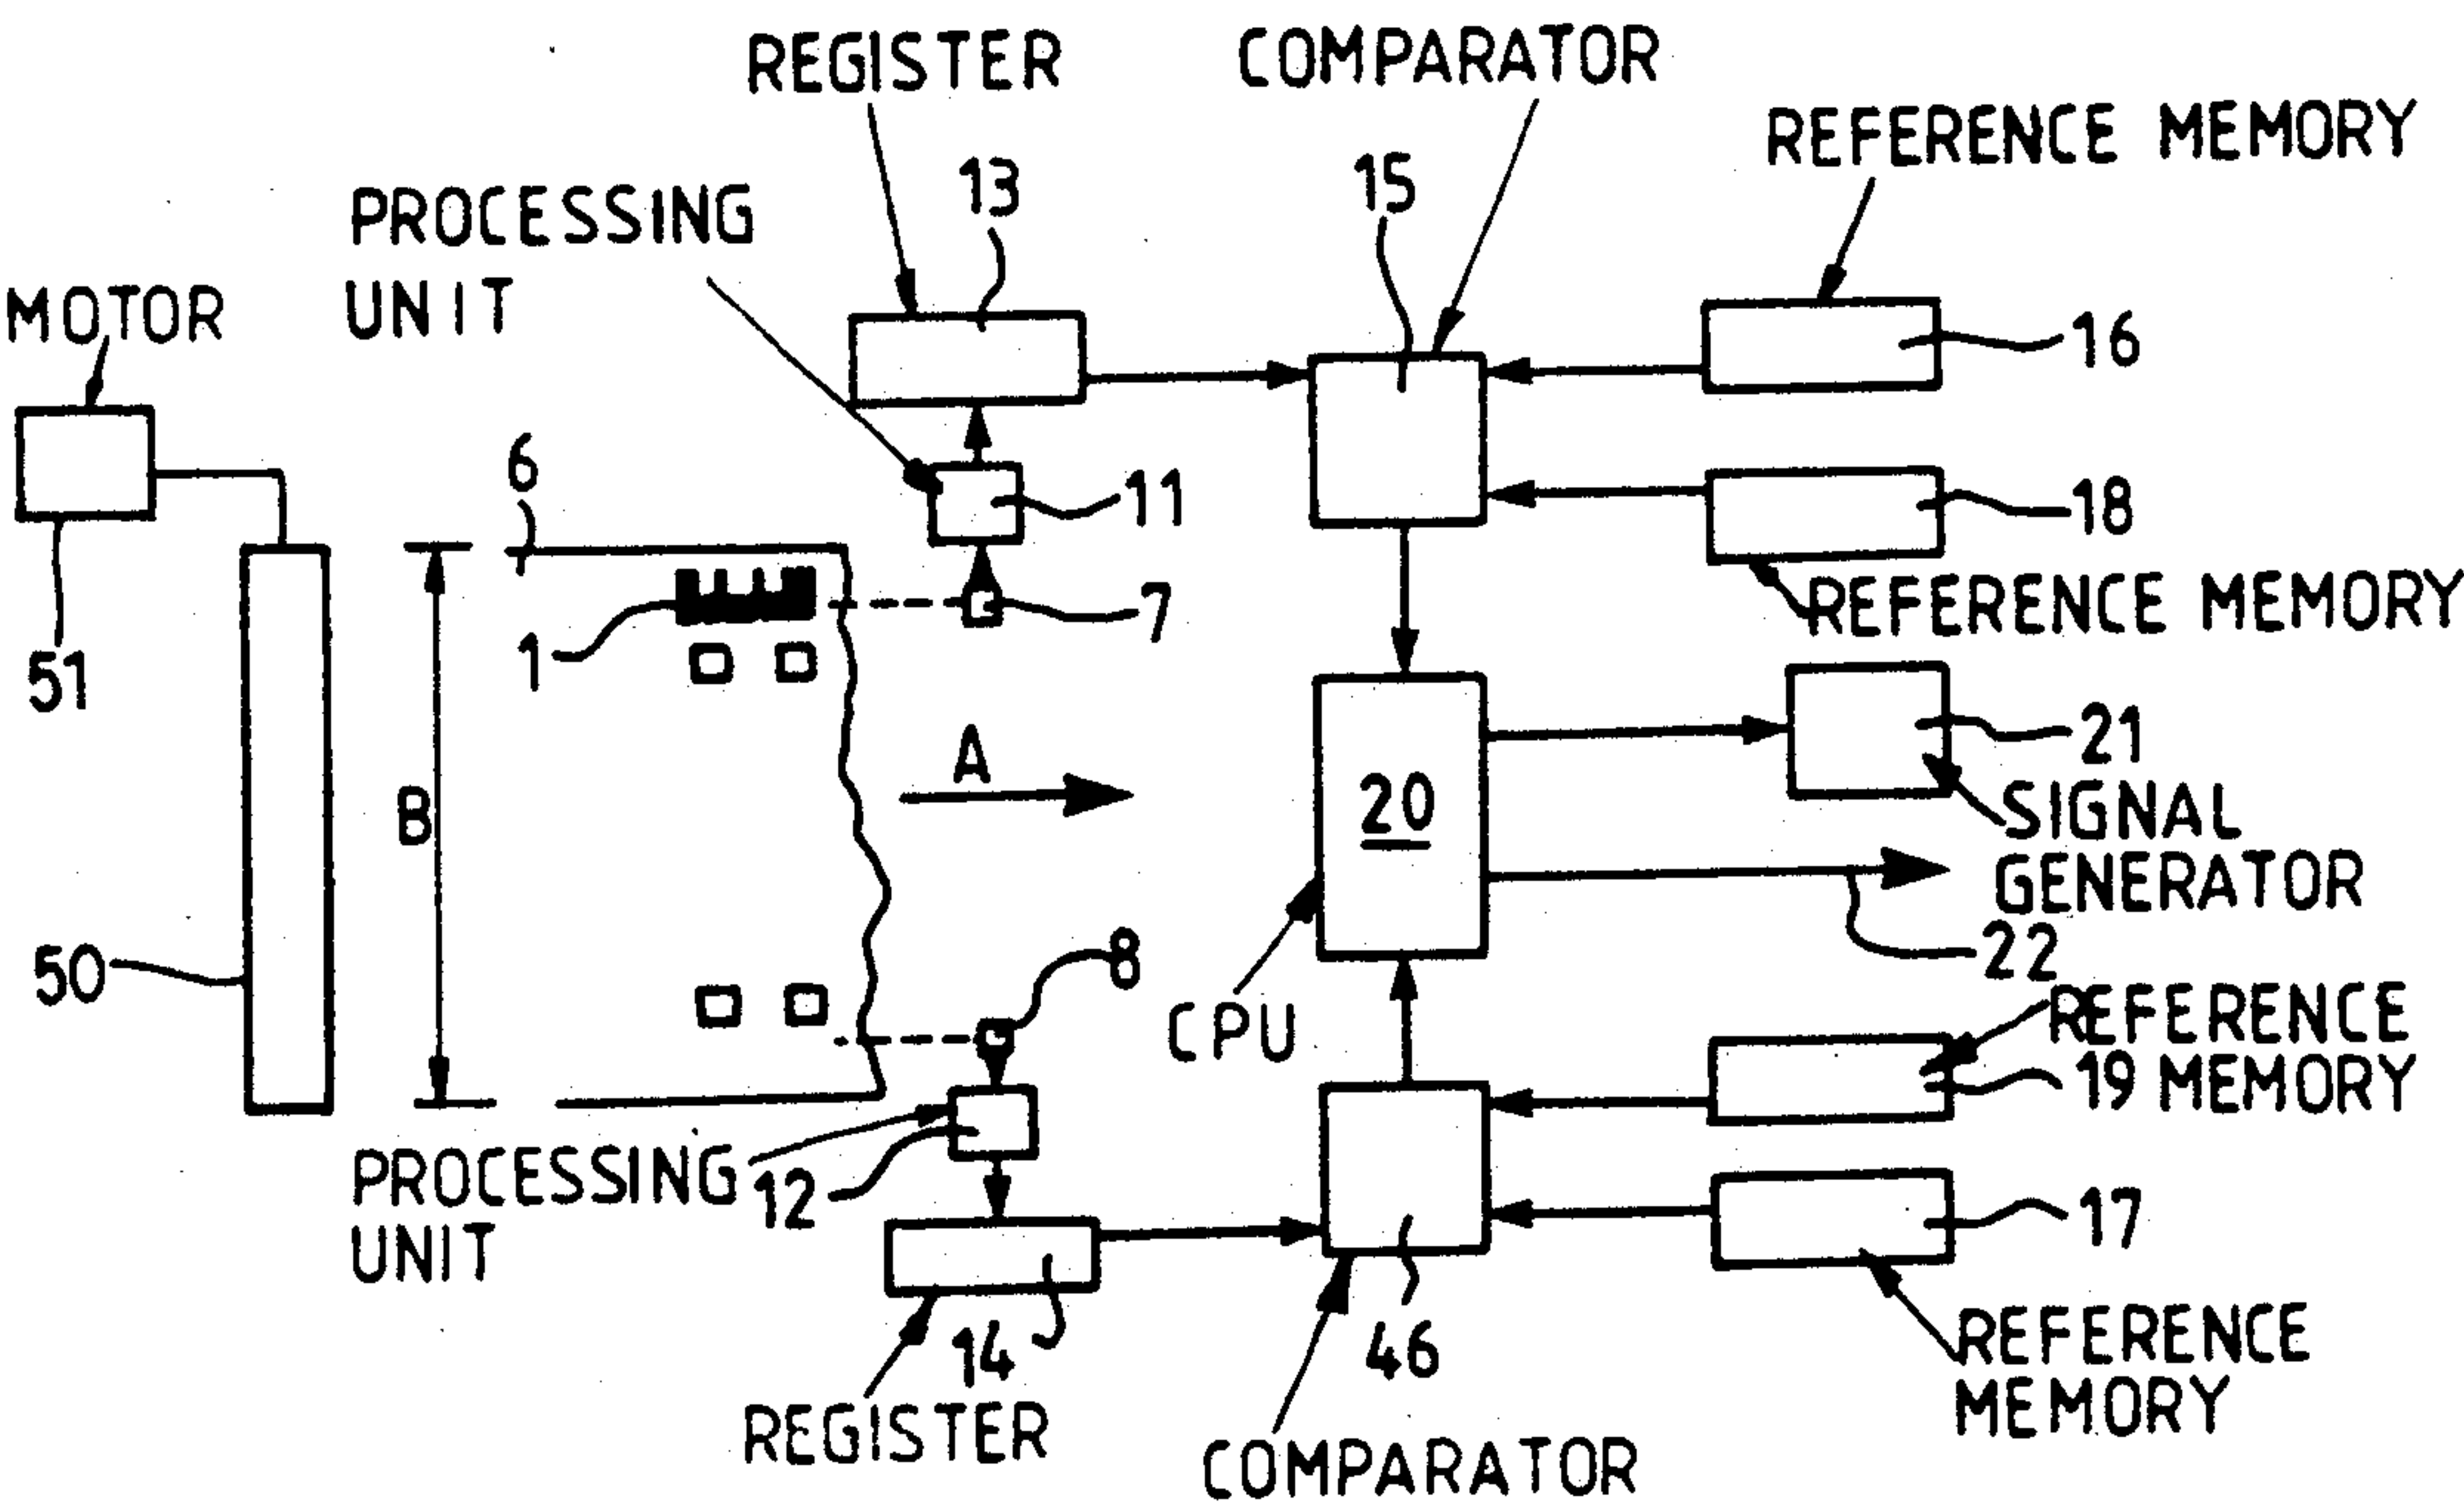 REGISTER
COMPARATOR
REFERENCE MEMORY
13
15
PROCESSING
UNIT
MOTOR
16
6
11
18
7
REFERENCE MEMORY
1
51
21
A
20
SIGNAL
GENERATOR
B
22
8
50
CPU
REFERENCE
19 MEMORY
PROCESSING
UNIT
12
17
14
46
REFERENCE
MEMORY
REGISTER
COMPARATOR